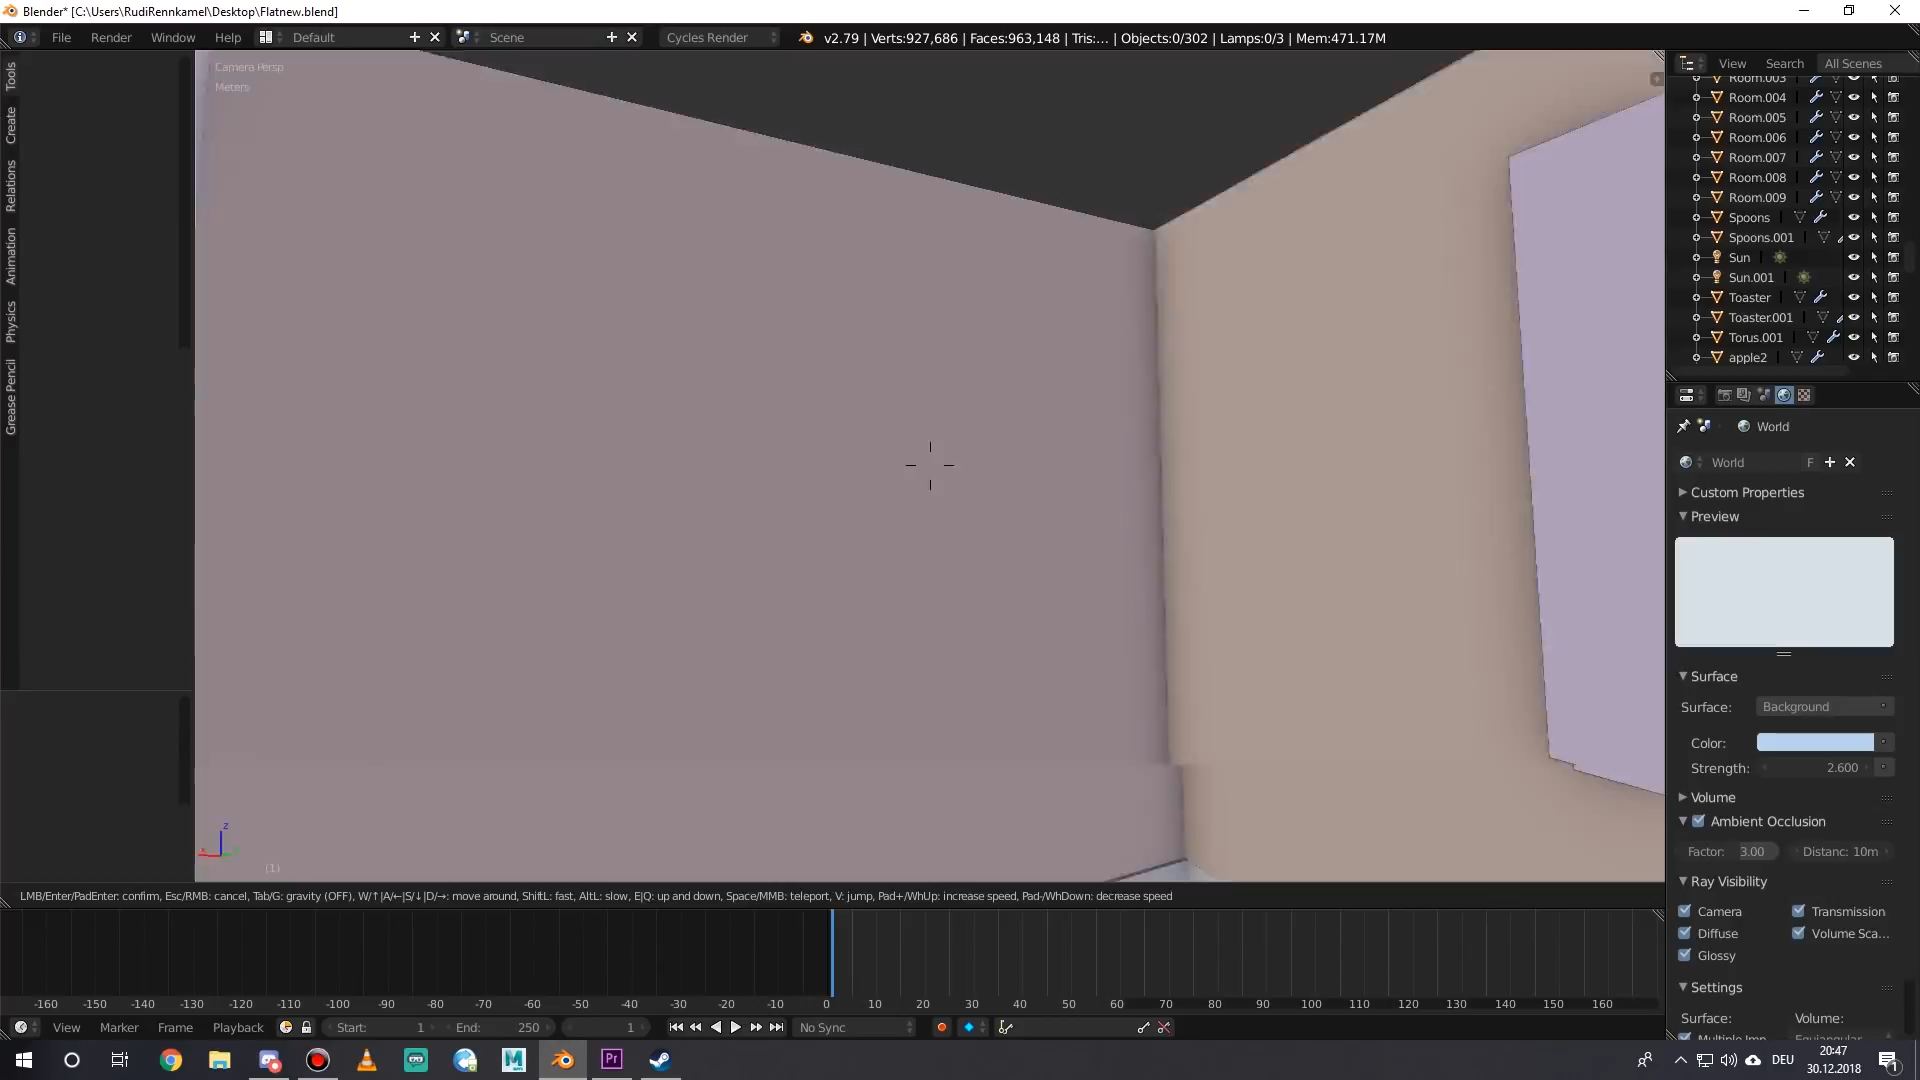 Blender* [C:\Users\RudiRennkamel\Desktop\Flatnew.blend]
File Render Window Help Default Scene Cycles Render v2.79 | Verts:927,686 | Faces:963,148 | Tris:... | Objects:0/302 | Lamps:0/3 | Mem:471.17M
View Search All Scenes
Tools
Create
Relations
Animation
Physics
Grease Pencil
Camera Persp
Meters
Room.003
Room.004
Room.005
Room.006
Room.007
Room.008
Room.009
Spoons
Spoons.001
Sun
Sun.001
Toaster
Toaster.001
Torus.001
apple2
World
World F
Custom Properties
Preview
Surface
Surface: Background
Color:
Strength: 2.600
Volume
Ambient Occlusion
Factor: 3.00 Distanc: 10m
Ray Visibility
Camera Transmission
Diffuse Volume Sca...
Glossy
Settings
Surface: Volume:
Multiple Imp
z
(1)
LMB/Enter/PadEnter: confirm, Esc/RMB: cancel, Tab/G: gravity (OFF), W/↑|A/←|S/↓|D/→: move around, ShiftL: fast, AltL: slow, E|Q: up and down, Space/MMB: teleport, V: jump, Pad+/WhUp: increase speed, Pad-/WhDown: decrease speed
-160 -150 -140 -130 -120 -110 -100 -90 -80 -70 -60 -50 -40 -30 -20 -10 0 10 20 30 40 50 60 70 80 90 100 110 120 130 140 150 160
View Marker Frame Playback Start: 1 End: 250 1 No Sync
M Pr DEU 20:47
30.12.2018
1